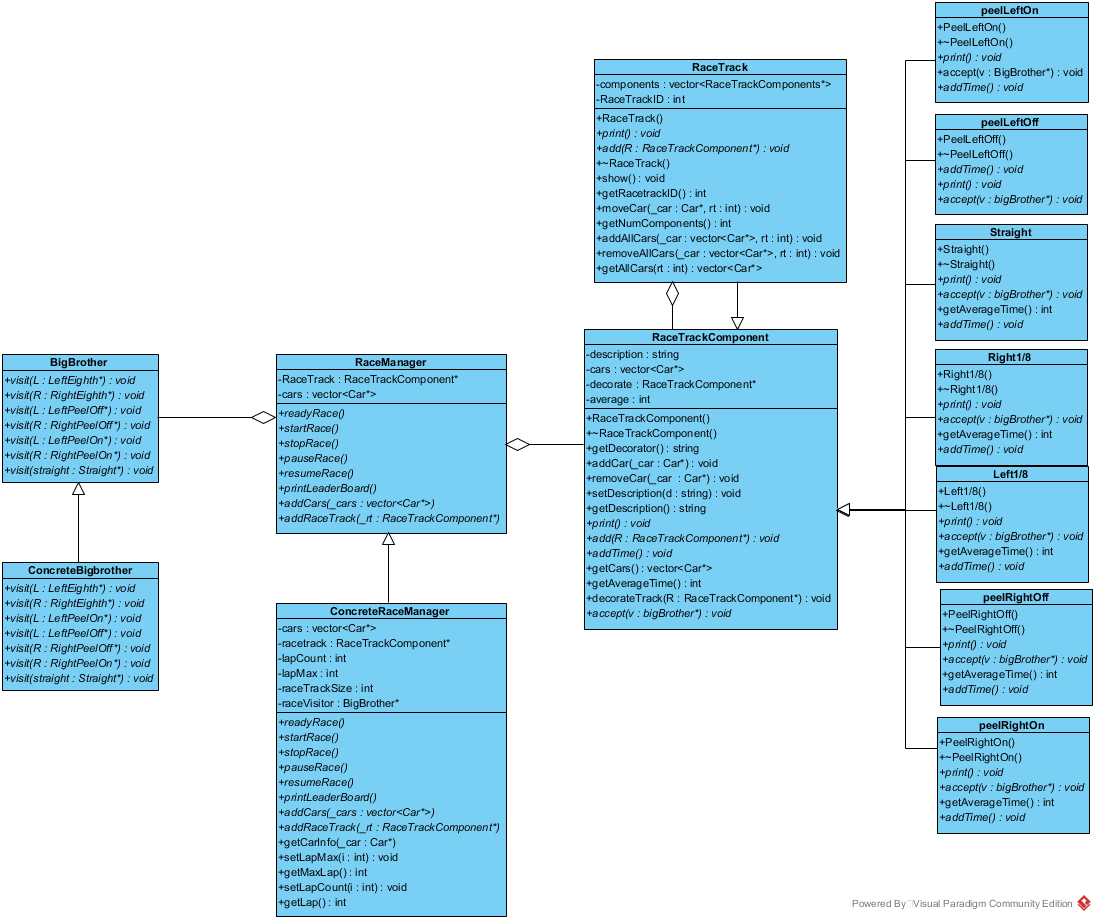 peelLeftOn
+PeelLeftOn()
+~PeelLeftOn()
+print() : void
+accept(v : BigBrother*) : void
+addTime() : void
peelLeftOff
+PeelLeftOff()
+~PeelLeftOff()
+addTime() : void
+print() : void
+accept(v : bigBrother*) : void
Straight
+Straight()
+~Straight()
+print() : void
+accept(v : bigBrother*) : void
+getAverageTime() : int
+addTime() : void
Right1/8
+Right1/8()
+~Right1/8()
+print() : void
+accept(v : bigBrother*) : void
+getAverageTime() : int
+addTime() : void
Left1/8
+Left1/8()
+~Left1/8()
+print() : void
+accept(v : bigBrother*) : void
+getAverageTime() : int
+addTime() : void
peelRightOff
+PeelRightOff()
+~PeelRightOff()
+print() : void
+accept(v : bigBrother*) : void
+getAverageTime() : int
+addTime() : void
peelRightOn
+PeelRightOn()
+~PeelRightOn()
+print() : void
+accept(v : bigBrother*) : void
+getAverageTime() : int
+addTime() : void
RaceTrack
-components : vector<RaceTrackComponents*>
-RaceTrackID : int
+RaceTrack()
+print() : void
+add(R : RaceTrackComponent*) : void
+~RaceTrack()
+show() : void
+getRacetrackID() : int
+moveCar(_car : Car*, rt : int) : void
+getNumComponents() : int
+addAllCars(_car : vector<Car*>, rt : int) : void
+removeAllCars(_car : vector<Car*>, rt : int) : void
+getAllCars(rt : int) : vector<Car*>
RaceTrackComponent
-description : string
-cars : vector<Car*>
-decorate : RaceTrackComponent*
-average : int
+RaceTrackComponent()
+~RaceTrackComponent()
+getDecorator() : string
+addCar(_car : Car*) : void
+removeCar(_car : Car*) : void
+setDescription(d : string) : void
+getDescription() : string
+print() : void
+add(R : RaceTrackComponent*) : void
+addTime() : void
+getCars() : vector<Car*>
+getAverageTime() : int
+decorateTrack(R : RaceTrackComponent*) : void
+accept(v : bigBrother*) : void
BigBrother
+visit(L : LeftEighth*) : void
+visit(R : RightEighth*) : void
+visit(L : LeftPeelOff*) : void
+visit(R : RightPeelOff*) : void
+visit(L : LeftPeelOn*) : void
+visit(R : RightPeelOn*) : void
+visit(straight : Straight*) : void
RaceManager
-RaceTrack : RaceTrackComponent*
-cars : vector<Car*>
+readyRace()
+startRace()
+stopRace()
+pauseRace()
+resumeRace()
+printLeaderBoard()
+addCars(_cars : vector<Car*>)
+addRaceTrack(_rt : RaceTrackComponent*)
ConcreteBigbrother
+visit(L : LeftEighth*) : void
+visit(R : RightEighth*) : void
+visit(L : LeftPeelOn*) : void
+visit(L : LeftPeelOff*) : void
+visit(R : RightPeelOff*) : void
+visit(R : RightPeelOn*) : void
+visit(straight : Straight*) : void
ConcreteRaceManager
-cars : vector<Car*>
-racetrack : RaceTrackComponent*
-lapCount : int
-lapMax : int
-raceTrackSize : int
-raceVisitor : BigBrother*
+readyRace()
+startRace()
+stopRace()
+pauseRace()
+resumeRace()
+printLeaderBoard()
+addCars(_cars : vector<Car*>)
+addRaceTrack(_rt : RaceTrackComponent*)
+getCarInfo(_car : Car*)
+setLapMax(i : int) : void
+getMaxLap() : int
+setLapCount(i : int) : void
+getLap() : int
Powered By Visual Paradigm Community Edition